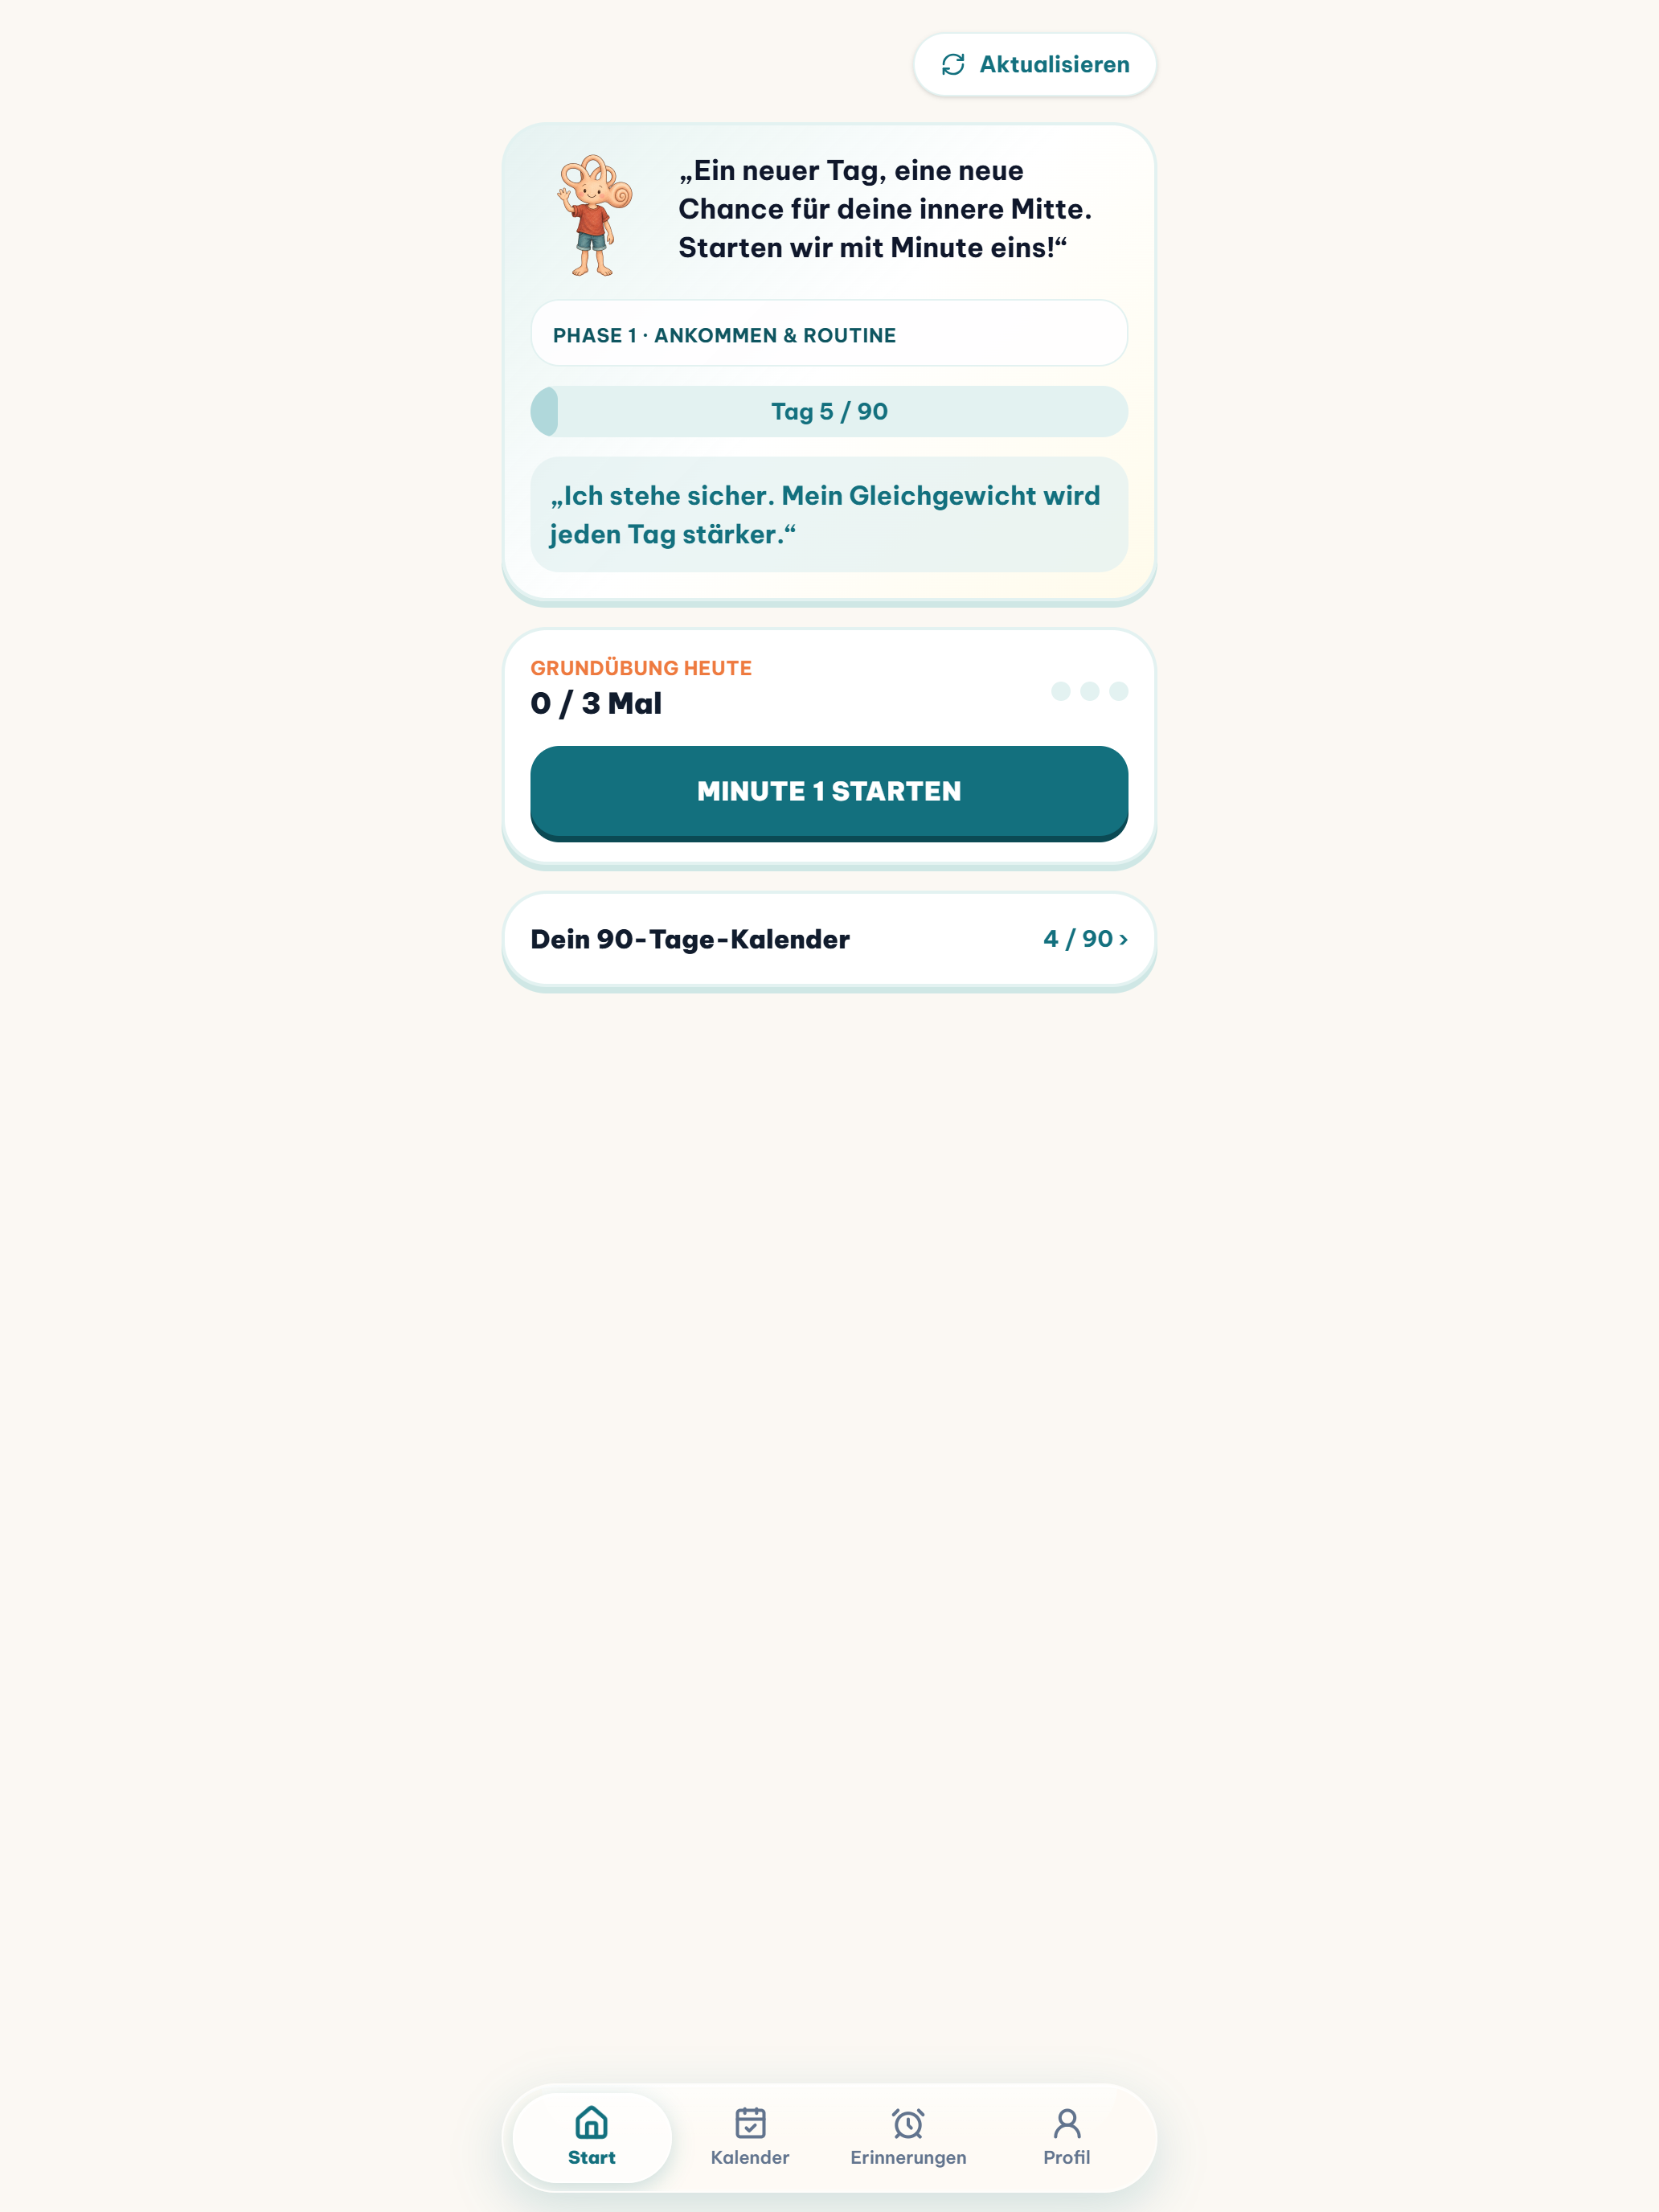 Aktualisieren
„Ein neuer Tag, eine neue
Chance für deine innere Mitte.
Starten wir mit Minute eins!“
PHASE 1 · ANKOMMEN & ROUTINE
Tag 5 / 90
„Ich stehe sicher. Mein Gleichgewicht wird
jeden Tag stärker.“
GRUNDÜBUNG HEUTE
0 / 3 Mal
MINUTE 1 STARTEN
Dein 90-Tage-Kalender 4 / 90 ›
Start Kalender Erinnerungen Profil